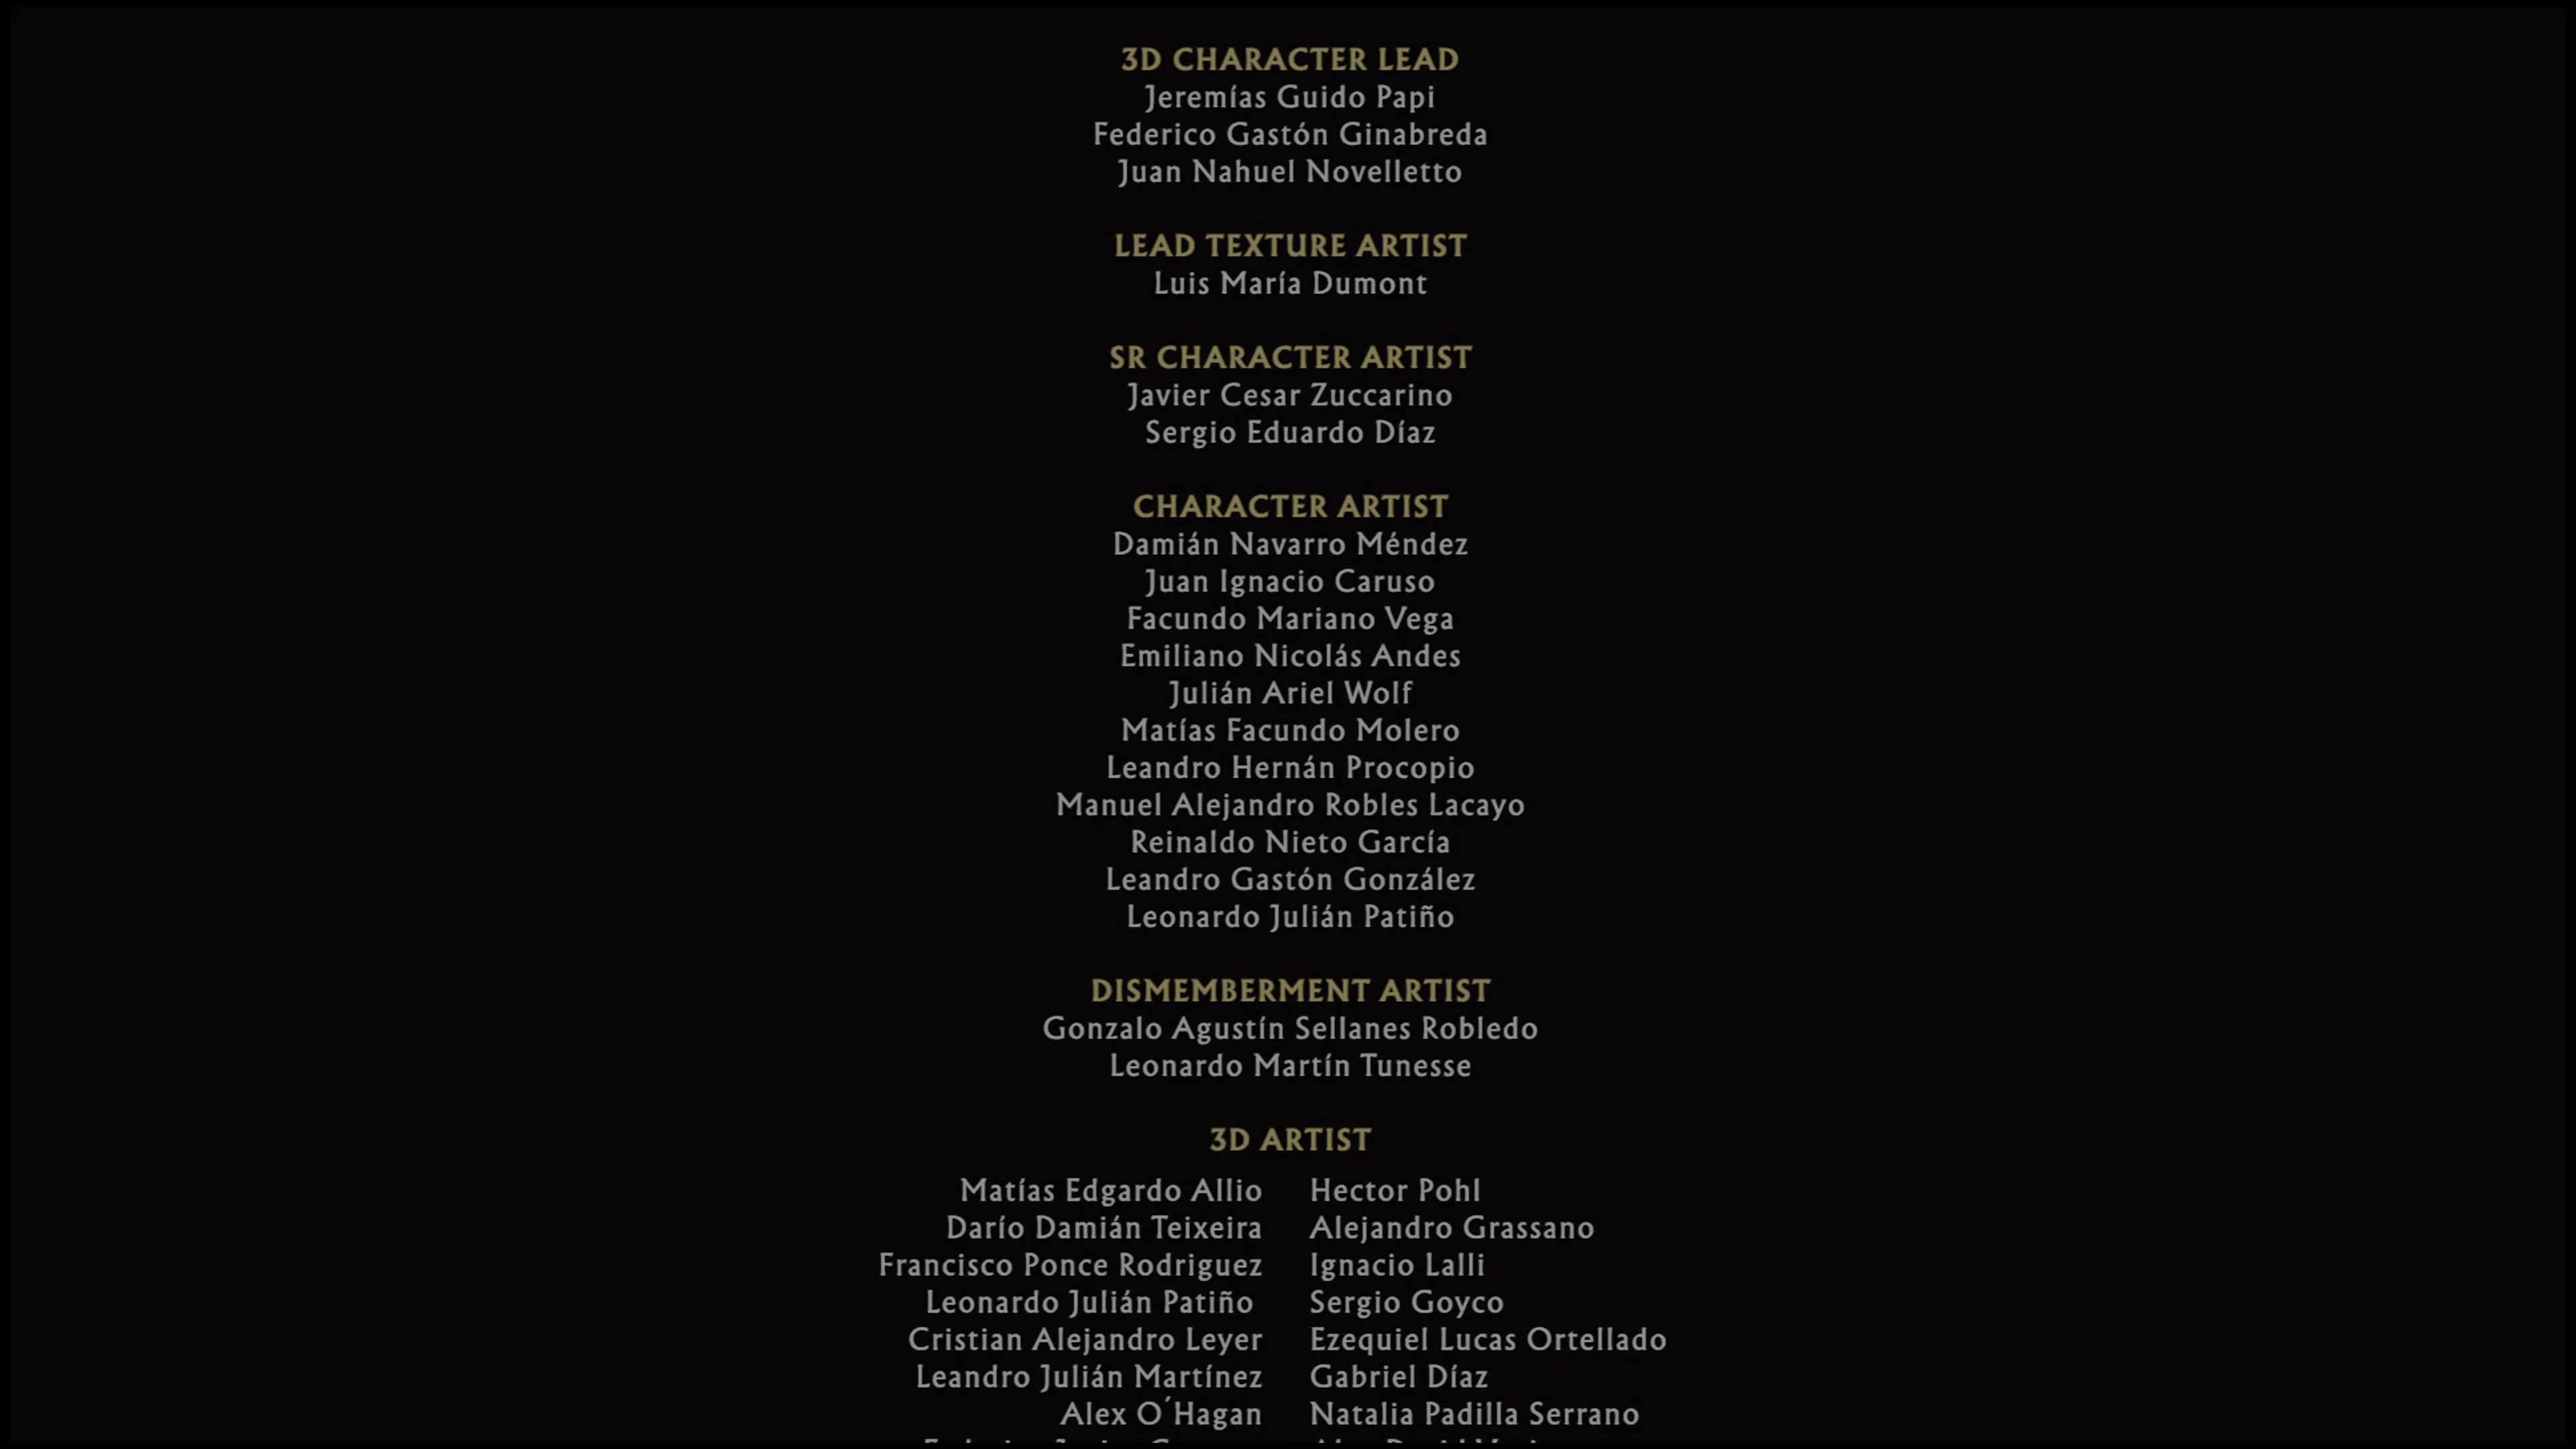 3D CHARACTER LEAD
Jeremías Guido Papi
Federico Gastón Ginabreda
Juan Nahuel Novelletto
LEAD TEXTURE ARTIST
Luis María Dumont
SR CHARACTER ARTIST
Javier Cesar Zuccarino
Sergio Eduardo Díaz
CHARACTER ARTIST
Damián Navarro Méndez
Juan Ignacio Caruso
Facundo Mariano Vega
Emiliano Nicolás Andes
Julián Ariel Wolf
Matías Facundo Molero
Leandro Hernán Procopio
Manuel Alejandro Robles Lacayo
Reinaldo Nieto García
Leandro Gastón González
Leonardo Julián Patiño
DISMEMBERMENT ARTIST
Gonzalo Agustín Sellanes Robledo
Leonardo Martín Tunesse
3D ARTIST
Matías Edgardo Allio Hector Pohl
Darío Damián Teixeira Alejandro Grassano
Francisco Ponce Rodriguez Ignacio Lalli
Leonardo Julián Patiño Sergio Goyco
Cristian Alejandro Leyer Ezequiel Lucas Ortellado
Leandro Julián Martínez Gabriel Díaz
Alex O´Hagan Natalia Padilla Serrano